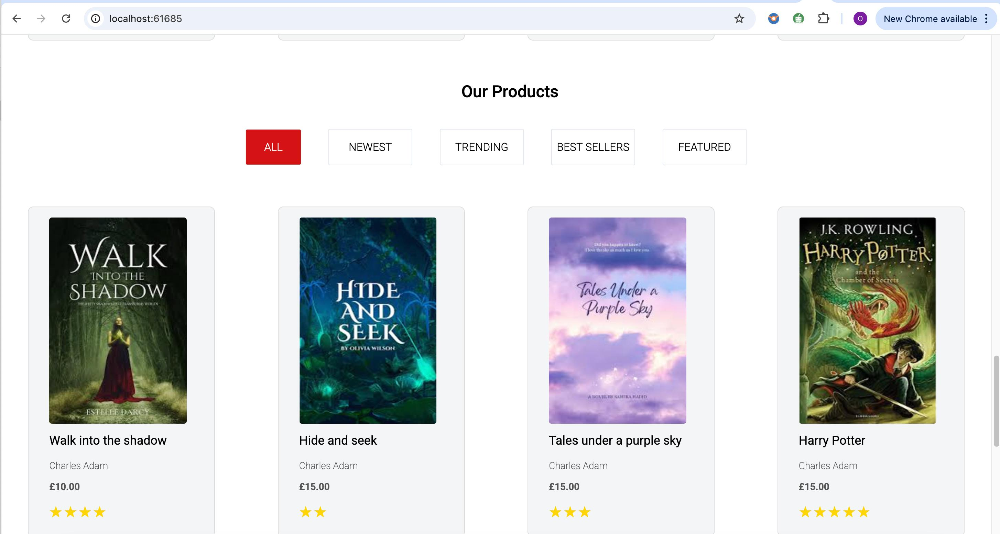 localhost:61685
O
New Chrome available
Our Products
ALL
NEWEST
TRENDING
BEST SELLERS
FEATURED
WALK
INTO THE
SHADOW
ESTELLE DARCY
Walk into the shadow
Charles Adam
£10.00
HIDE
AND
SEEK
BY OLIVIA WILSON
Hide and seek
Charles Adam
£15.00
Did you happen to know?
I love the sky as much as I love you.
Tales Under a
Purple Sky
A NOVEL BY SAMIRA HADID
Tales under a purple sky
Charles Adam
£15.00
J.K. ROWLING
HARRY POTTER
and the
Chamber of Secrets
Harry Potter
Charles Adam
£15.00